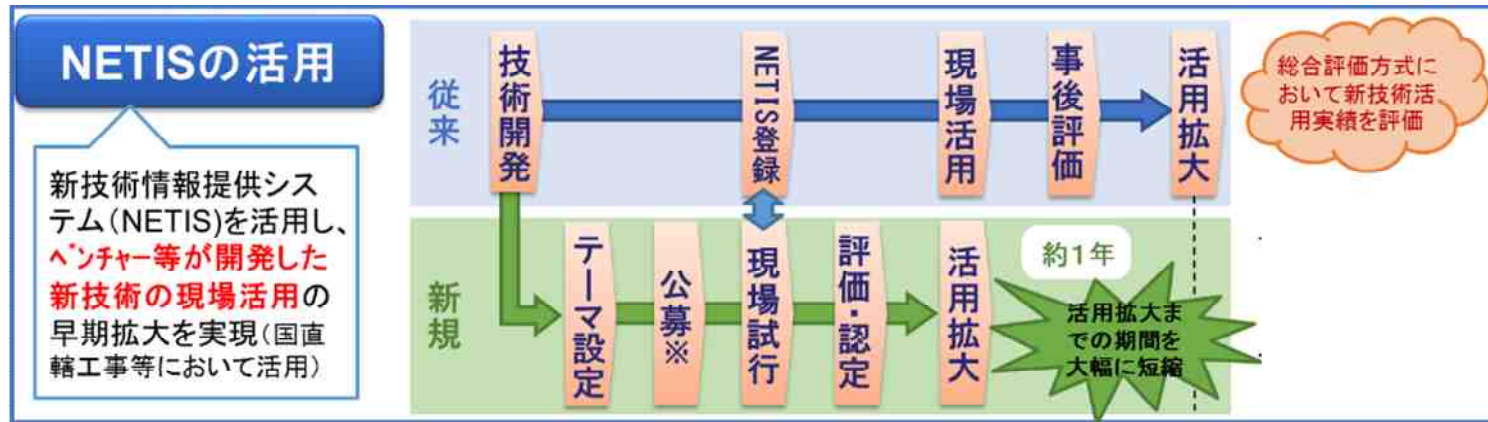 NETISの活用
新技術情報提供シス
テム(NETIS)を活用し、
ベンチャー等が開発した
新技術の現場活用の
早期拡大を実現(国直
轄工事等において活用)
従来
技術開発
NETIS登録
現場活用
事後評価
活用拡大
総合評価方式に
おいて新技術活
用実績を評価
新規
テーマ設定
公募※
現場試行
評価・認定
活用拡大
約1年
活用拡大ま
での期間を
大幅に短縮